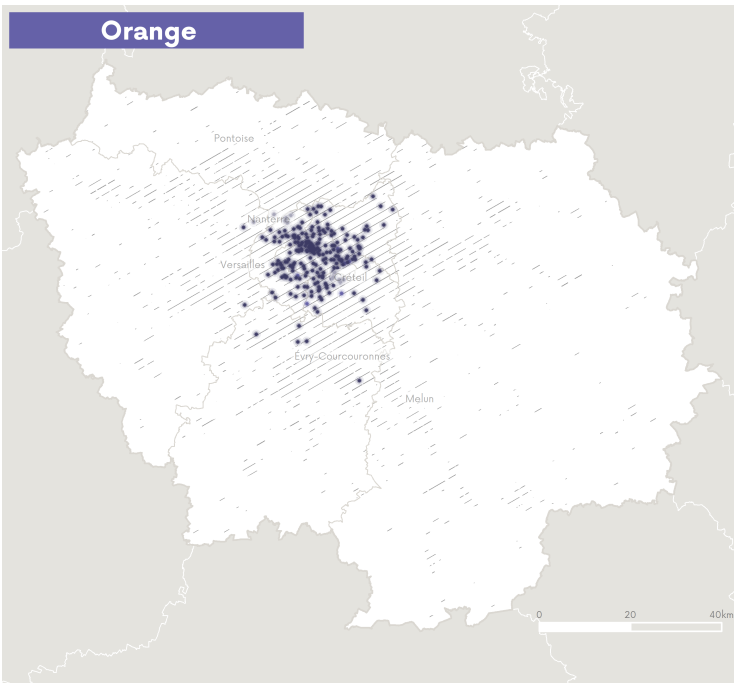 Orange
Pontoise
Nanterre
Versailles
Créteil
Évry-Courcouronnes
Melun
0 20 40km